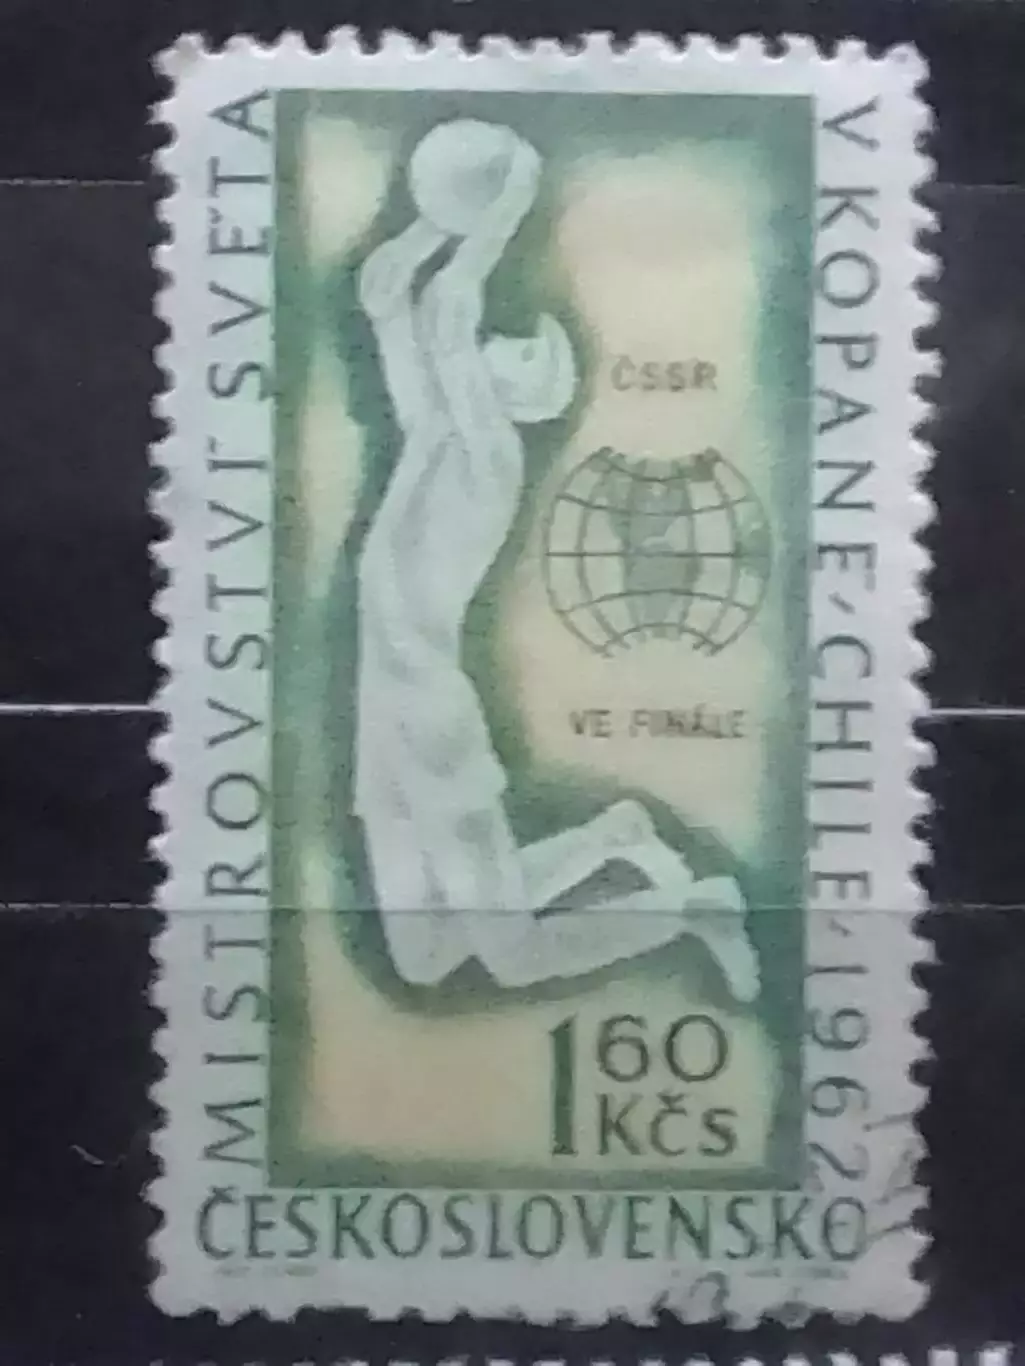 MISTROVSTVÍ SVĚTA
V KOPANÉ-CHILE-1962
ČSSR
VE FINÁLE
1 60
Kčs
ČESKOSLOVENSKO